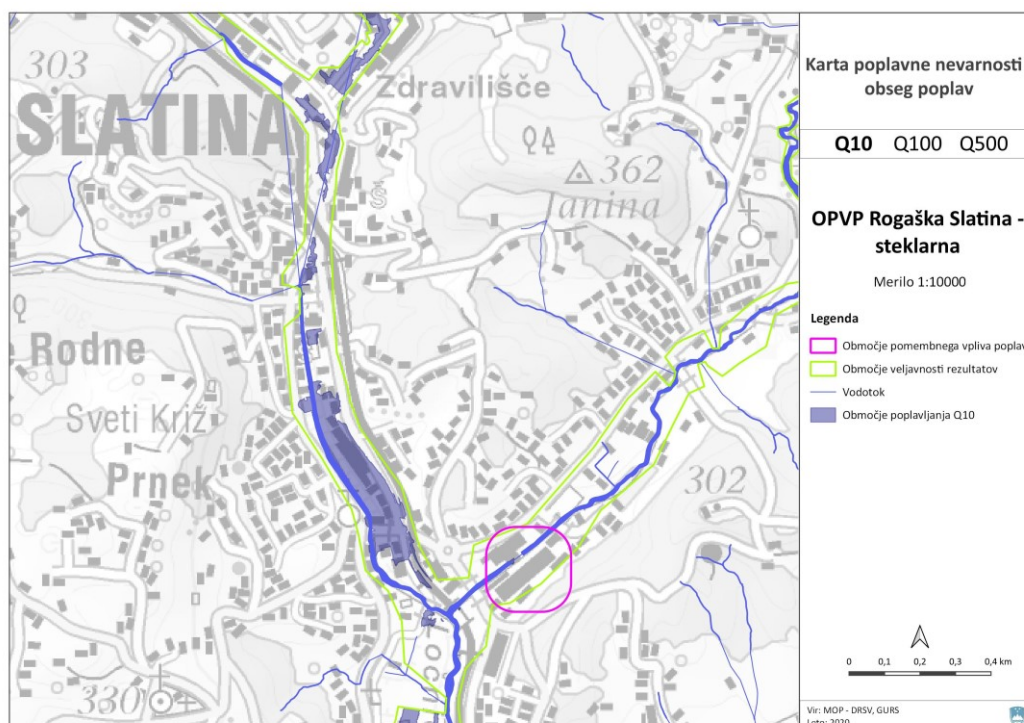 303
SLATINA
Zdravilišče
362
Janina
Rodne
Sveti Križ
Prnek
302
330
Karta poplavne nevarnosti
obseg poplav
Q10 Q100 Q500
OPVP Rogaška Slatina -
steklarna
Merilo 1:10000
Legenda
Območje pomembnega vpliva poplav
Območje veljavnosti rezultatov
Vodotok
Območje poplavljanja Q10
0 0,1 0,2 0,3 0,4 km
Vir: MOP - DRSV, GURS
Leto: 2020